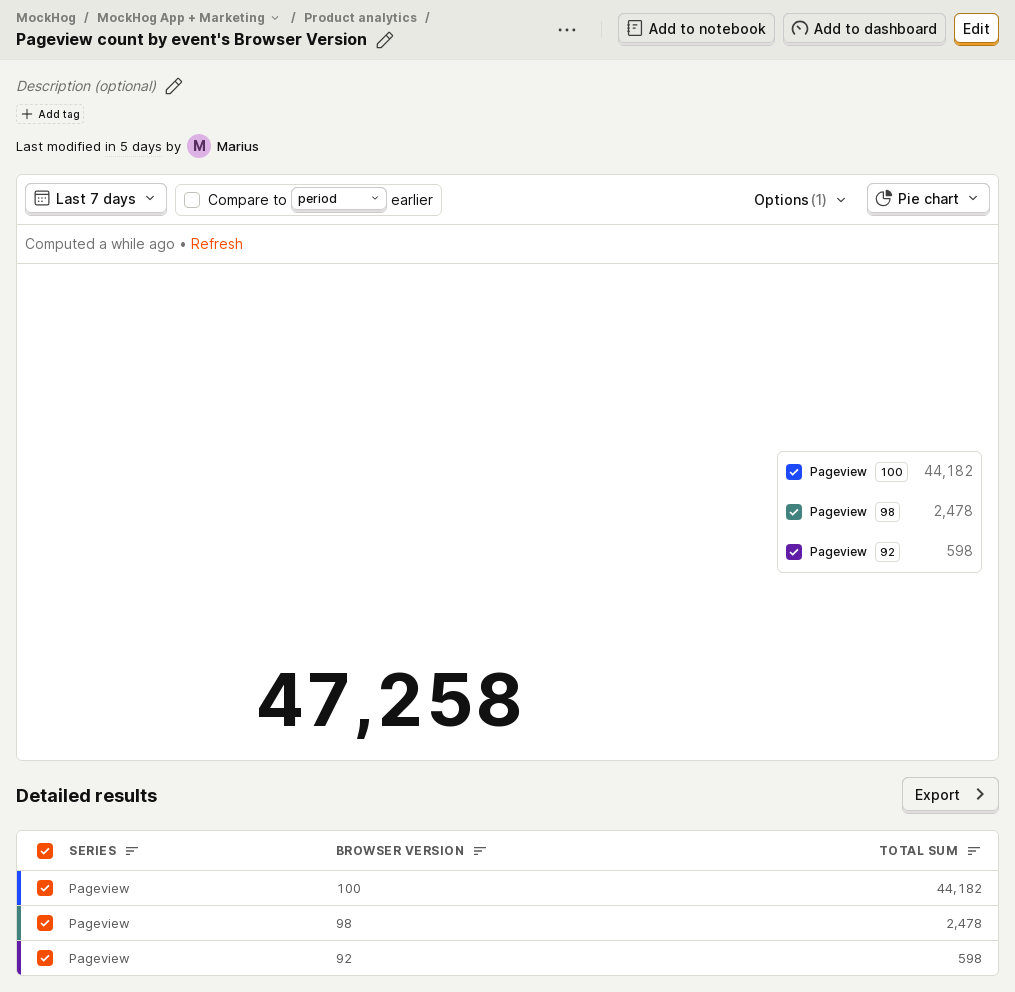 MockHog / MockHog App + Marketing / Product analytics /
Pageview count by event's Browser Version
Add to notebook
Add to dashboard
Edit
Description (optional)
Add tag
Last modified in 5 days by M Marius
Last 7 days
Compare to period earlier
Options (1)
Pie chart
Computed a while ago • Refresh
Pageview 100 44,182
Pageview 98 2,478
Pageview 92 598
47,258
Detailed results
Export
SERIES BROWSER VERSION TOTAL SUM
Pageview 100 44,182
Pageview 98 2,478
Pageview 92 598